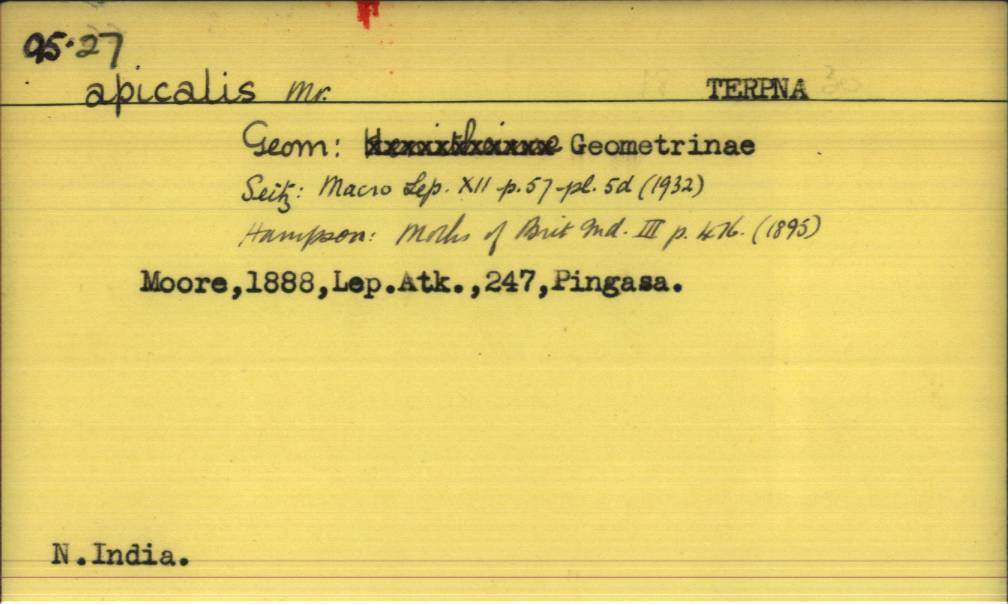 95.27
apicalis Mr. TERPNA
Geom: Geometrinae
Seitz: Macro Lep. XII p.57-pl. 5d (1932)
Hampson: Moths of Brit Ind. III p. 476. (1895)
Moore,1888,Lep.Atk.,247,Pingasa.
N.India.